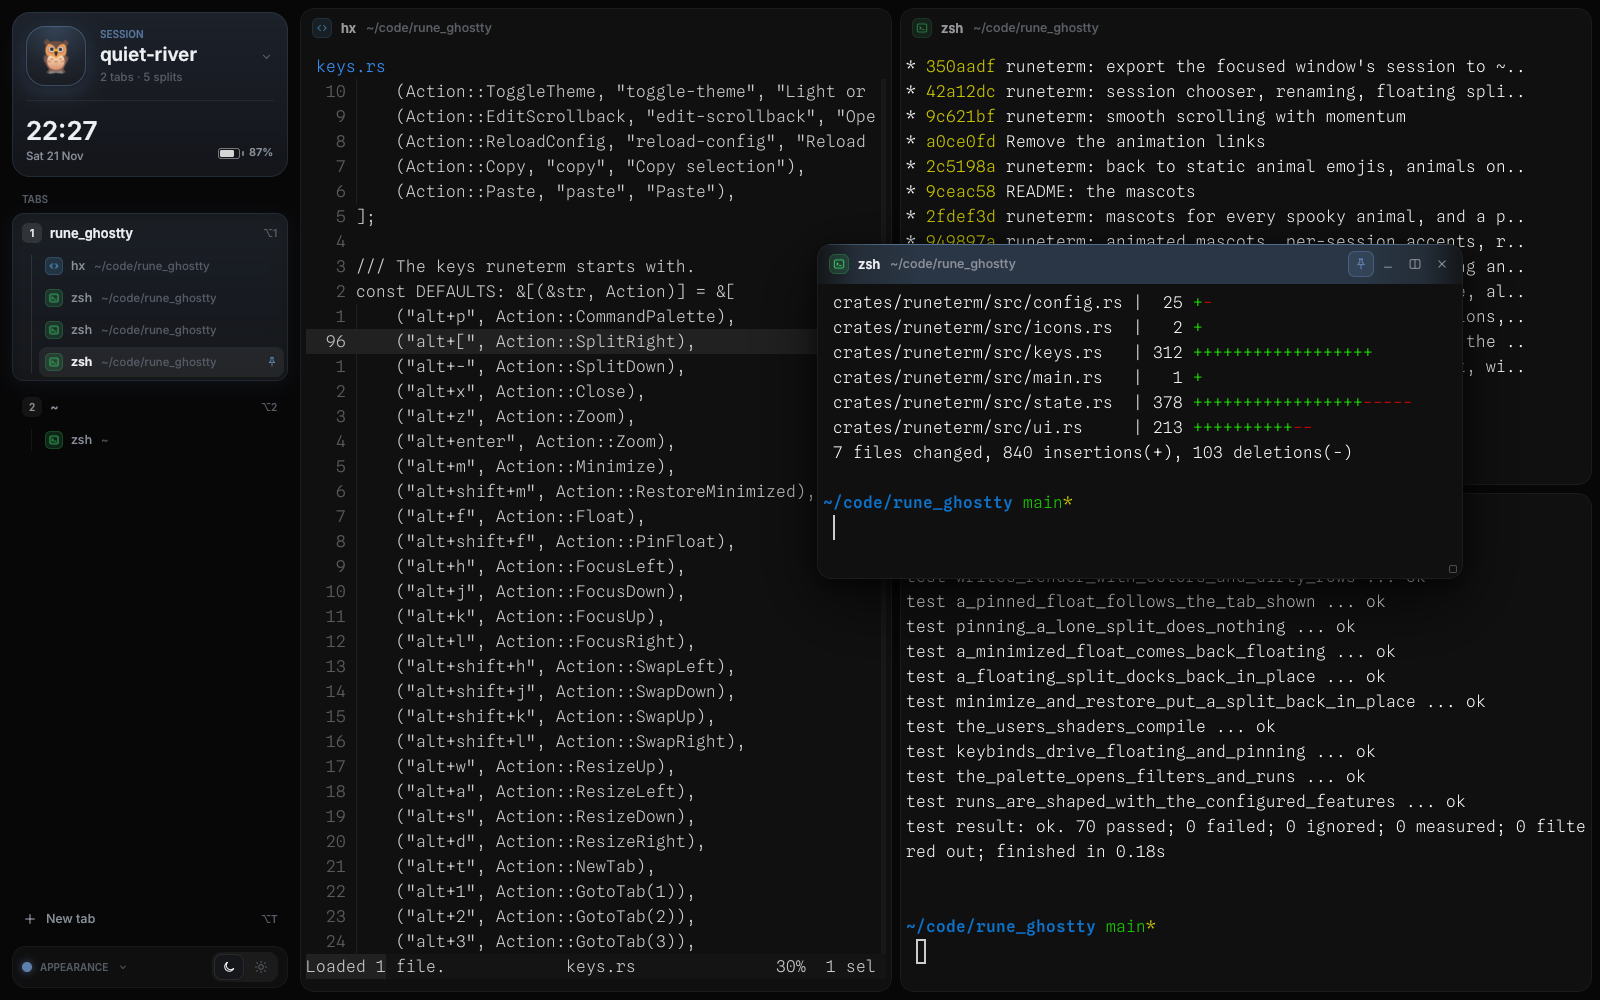 SESSION
quiet-river
2 tabs · 5 splits
22:27
Sat 21 Nov
87%
TABS
1 rune_ghostty ⌥1
hx ~/code/rune_ghostty
zsh ~/code/rune_ghostty
zsh ~/code/rune_ghostty
zsh ~/code/rune_ghostty
2 ~ ⌥2
zsh ~
+ New tab ⌥T
APPEARANCE
hx ~/code/rune_ghostty
keys.rs
10 (Action::ToggleTheme, "toggle-theme", "Light or
9 (Action::EditScrollback, "edit-scrollback", "Ope
8 (Action::ReloadConfig, "reload-config", "Reload
7 (Action::Copy, "copy", "Copy selection"),
6 (Action::Paste, "paste", "Paste"),
5 ];
4
3 /// The keys runeterm starts with.
2 const DEFAULTS: &[(&str, Action)] = &[
1 ("alt+p", Action::CommandPalette),
96 ("alt+[", Action::SplitRight),
1 ("alt+-", Action::SplitDown),
2 ("alt+x", Action::Close),
3 ("alt+z", Action::Zoom),
4 ("alt+enter", Action::Zoom),
5 ("alt+m", Action::Minimize),
6 ("alt+shift+m", Action::RestoreMinimized),
7 ("alt+f", Action::Float),
8 ("alt+shift+f", Action::PinFloat),
9 ("alt+h", Action::FocusLeft),
10 ("alt+j", Action::FocusDown),
11 ("alt+k", Action::FocusUp),
12 ("alt+l", Action::FocusRight),
13 ("alt+shift+h", Action::SwapLeft),
14 ("alt+shift+j", Action::SwapDown),
15 ("alt+shift+k", Action::SwapUp),
16 ("alt+shift+l", Action::SwapRight),
17 ("alt+w", Action::ResizeUp),
18 ("alt+a", Action::ResizeLeft),
19 ("alt+s", Action::ResizeDown),
20 ("alt+d", Action::ResizeRight),
21 ("alt+t", Action::NewTab),
22 ("alt+1", Action::GotoTab(1)),
23 ("alt+2", Action::GotoTab(2)),
24 ("alt+3", Action::GotoTab(3)),
Loaded 1 file. keys.rs 30% 1 sel
zsh ~/code/rune_ghostty
* 350aadf runeterm: export the focused window's session to ~..
* 42a12dc runeterm: session chooser, renaming, floating spli..
* 9c621bf runeterm: smooth scrolling with momentum
* a0ce0fd Remove the animation links
* 2c5198a runeterm: back to static animal emojis, animals on..
* 9ceac58 README: the mascots
* 2fdef3d runeterm: mascots for every spooky animal, and a p..
* 949897a runeterm: animated mascots, per-session accents, r..
zsh ~/code/rune_ghostty
crates/runeterm/src/config.rs | 25 +-
crates/runeterm/src/icons.rs | 2 +
crates/runeterm/src/keys.rs | 312 ++++++++++++++++++
crates/runeterm/src/main.rs | 1 +
crates/runeterm/src/state.rs | 378 +++++++++++++++++-----
crates/runeterm/src/ui.rs | 213 ++++++++++--
7 files changed, 840 insertions(+), 103 deletions(-)
~/code/rune_ghostty main*
test writes_render_with_colors_and_dirty_rows ... ok
test a_pinned_float_follows_the_tab_shown ... ok
test pinning_a_lone_split_does_nothing ... ok
test a_minimized_float_comes_back_floating ... ok
test a_floating_split_docks_back_in_place ... ok
test minimize_and_restore_put_a_split_back_in_place ... ok
test the_users_shaders_compile ... ok
test keybinds_drive_floating_and_pinning ... ok
test the_palette_opens_filters_and_runs ... ok
test runs_are_shaped_with_the_configured_features ... ok
test result: ok. 70 passed; 0 failed; 0 ignored; 0 measured; 0 filte
red out; finished in 0.18s
~/code/rune_ghostty main*